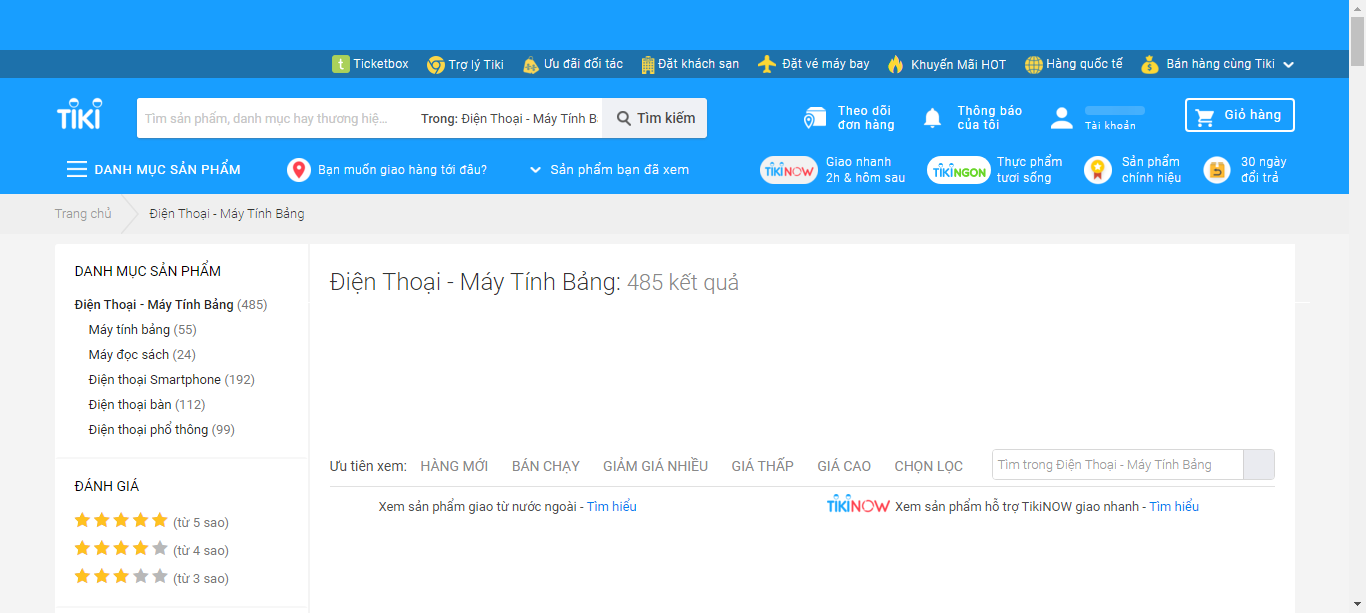 Ticketbox Trợ lý Tiki Ưu đãi đối tác Đặt khách sạn Đặt vé máy bay Khuyến Mãi HOT Hàng quốc tế Bán hàng cùng Tiki
TIKI
Tìm sản phẩm, danh mục hay thương hiệ... Trong: Điện Thoại - Máy Tính B Tìm kiếm
Theo dõi
đơn hàng
Thông báo
của tôi
Tài khoản
Giỏ hàng
DANH MỤC SẢN PHẨM
Bạn muốn giao hàng tới đâu?
Sản phẩm bạn đã xem
TIKINOW
Giao nhanh
2h & hôm sau
TIKINGON
Thực phẩm
tươi sống
Sản phẩm
chính hiệu
30 ngày
đổi trả
Trang chủ Điện Thoại - Máy Tính Bảng
DANH MỤC SẢN PHẨM
Điện Thoại - Máy Tính Bảng (485)
Máy tính bảng (55)
Máy đọc sách (24)
Điện thoại Smartphone (192)
Điện thoại bàn (112)
Điện thoại phổ thông (99)
ĐÁNH GIÁ
(từ 5 sao)
(từ 4 sao)
(từ 3 sao)
Điện Thoại - Máy Tính Bảng: 485 kết quả
Ưu tiên xem: HÀNG MỚI BÁN CHẠY GIẢM GIÁ NHIỀU GIÁ THẤP GIÁ CAO CHỌN LỌC
Tìm trong Điện Thoại - Máy Tính Bảng
Xem sản phẩm giao từ nước ngoài - Tìm hiểu
TIKINOW Xem sản phẩm hỗ trợ TikiNOW giao nhanh - Tìm hiểu